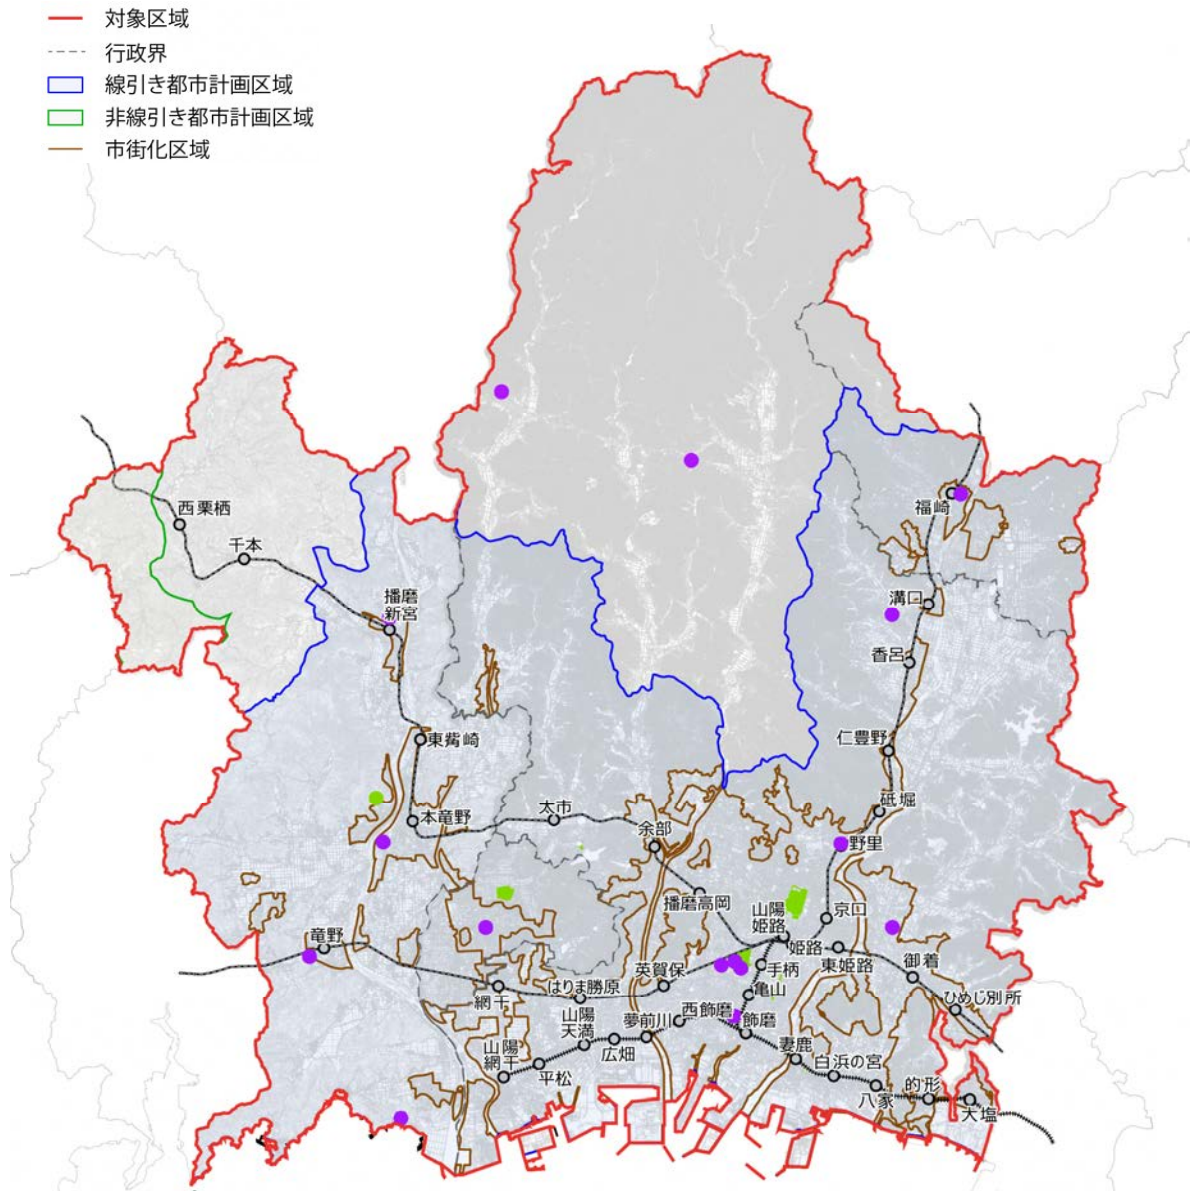 対象区域
行政界
線引き都市計画区域
非線引き都市計画区域
市街化区域
西栗栖
千本
播磨
新宮
福崎
溝口
香呂
仁豊野
東觜崎
砥堀
太市
本竜野
余部
野里
播磨高岡
山陽
姫路
京口
竜野
姫路
東姫路
御着
英賀保
手柄
亀山
網干
はりま勝原
ひめじ別所
山陽
天満
夢前川
西飾磨
飾磨
山陽
網干
平松
広畑
妻鹿
白浜の宮
八家
的形
大塩